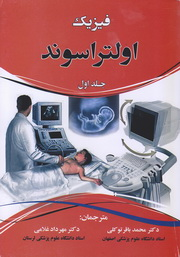 فیزیک
اولتراسوند
جلد اول
مترجمان:
دکتر محمد باقر توکلی
استاد دانشگاه علوم پزشکی اصفهان
دکتر مهرداد غلامی
استاد دانشگاه علوم پزشکی لرستان